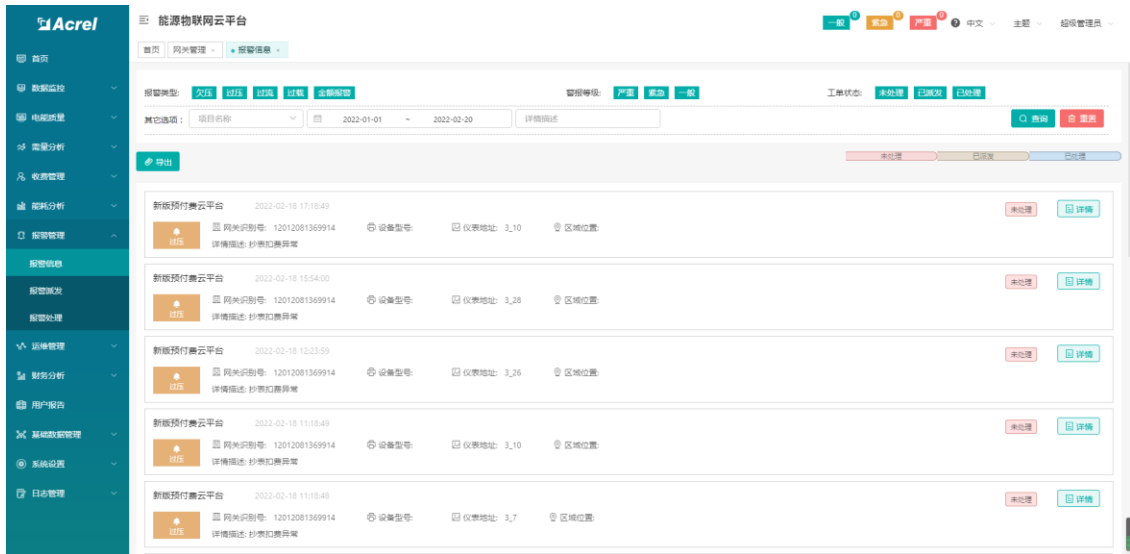 Acrel
能源物联网云平台
一般 0 紧急 0 严重 0 中文 主题 超级管理员
首页 网关管理 × 报警信息 ×
首页
数据监控
电能质量
需量分析
收费管理
能耗分析
报警管理
报警信息
报警派发
报警处理
运维管理
财务分析
用户报告
基础数据管理
系统设置
日志管理
报警类型: 欠压 过压 过流 过载 金额报警 警报等级: 严重 紧急 一般 工单状态: 未处理 已派发 已处理
其它选项: 项目名称 2022-01-01 ~ 2022-02-20 详情描述 查询 重置
导出 未处理 已派发 已处理
新版预付费云平台 2022-02-18 17:18:49 未处理 详情
过压 网关识别号: 12012081369914 设备型号: 仪表地址: 3_10 区域位置:
详情描述: 抄表扣费异常
新版预付费云平台 2022-02-18 15:54:00 未处理 详情
过压 网关识别号: 12012081369914 设备型号: 仪表地址: 3_28 区域位置:
详情描述: 抄表扣费异常
新版预付费云平台 2022-02-18 12:23:59 未处理 详情
过压 网关识别号: 12012081369914 设备型号: 仪表地址: 3_26 区域位置:
详情描述: 抄表扣费异常
新版预付费云平台 2022-02-18 11:18:49 未处理 详情
过压 网关识别号: 12012081369914 设备型号: 仪表地址: 3_10 区域位置:
详情描述: 抄表扣费异常
新版预付费云平台 2022-02-18 11:18:48 未处理 详情
过压 网关识别号: 12012081369914 设备型号: 仪表地址: 3_7 区域位置:
详情描述: 抄表扣费异常